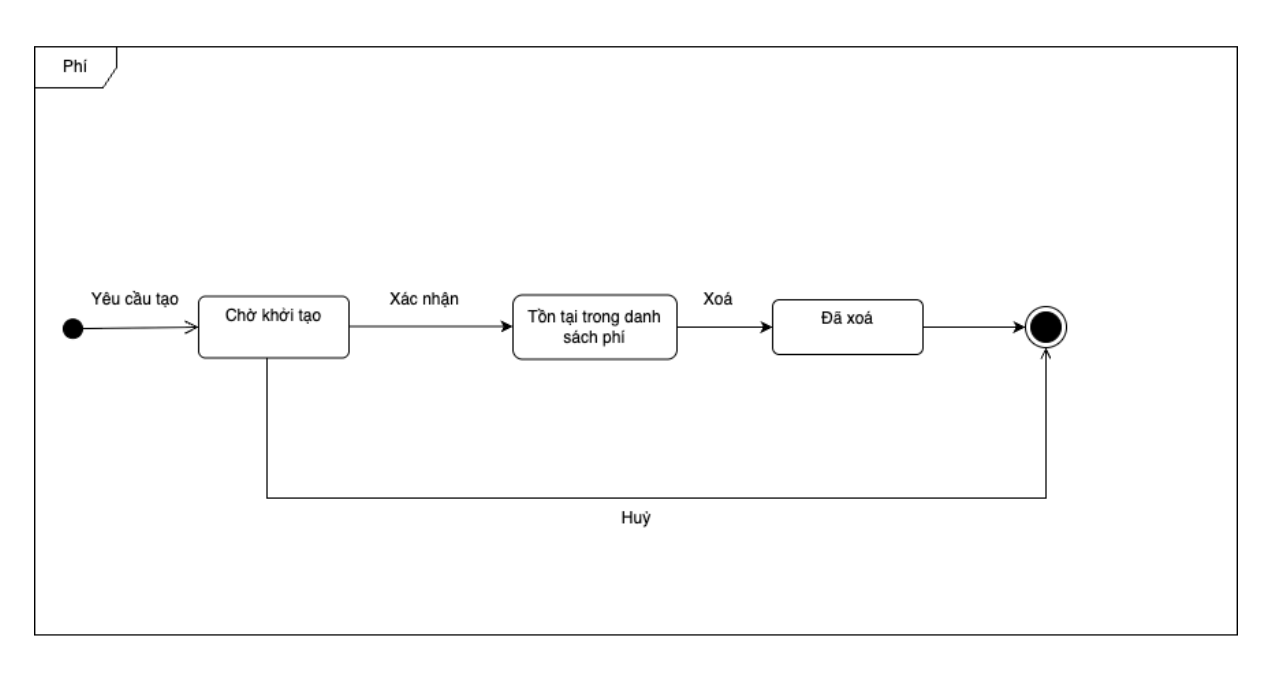 Phí
Yêu cầu tạo
Chờ khởi tạo
Xác nhận
Tồn tại trong danh
sách phí
Xoá
Đã xoá
Huỷ